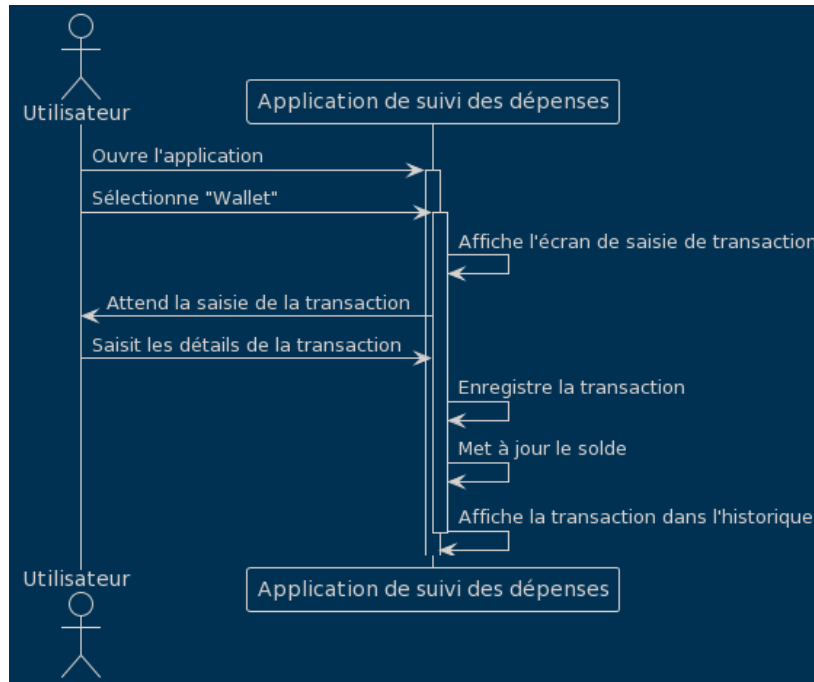 Utilisateur
Application de suivi des dépenses
Ouvre l'application
Sélectionne "Wallet"
Affiche l'écran de saisie de transaction
Attend la saisie de la transaction
Saisit les détails de la transaction
Enregistre la transaction
Met à jour le solde
Affiche la transaction dans l'historique
Utilisateur
Application de suivi des dépenses